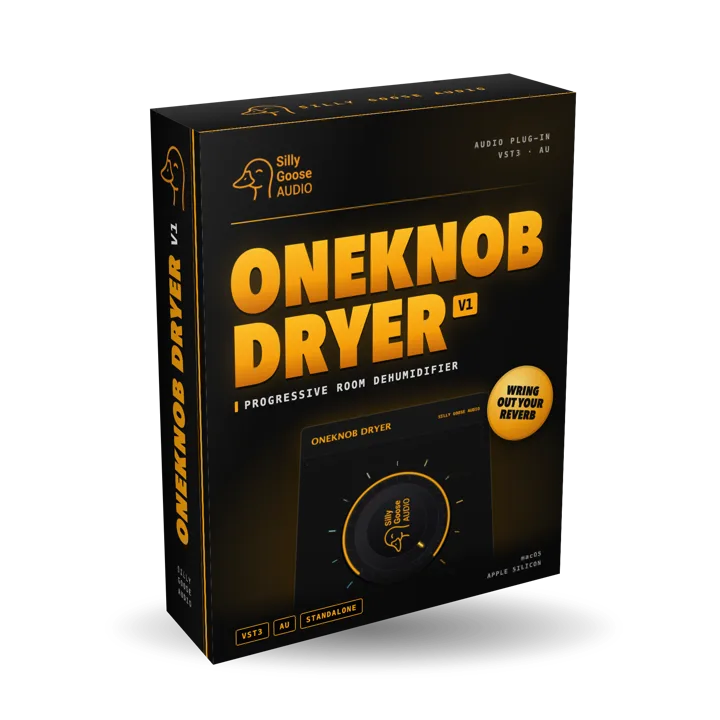 SILLY GOOSE AUDIO
Silly
Goose
AUDIO
AUDIO PLUG-IN
VST3 · AU
ONEKNOB
DRYER
V1
PROGRESSIVE ROOM DEHUMIDIFIER
WRING
OUT YOUR
REVERB
ONEKNOB DRYER
SILLY GOOSE AUDIO
Silly
Goose
AUDIO
macOS
APPLE SILICON
VST3
AU
STANDALONE
ONEKNOB DRYER V1
SILLY
GOOSE
AUDIO